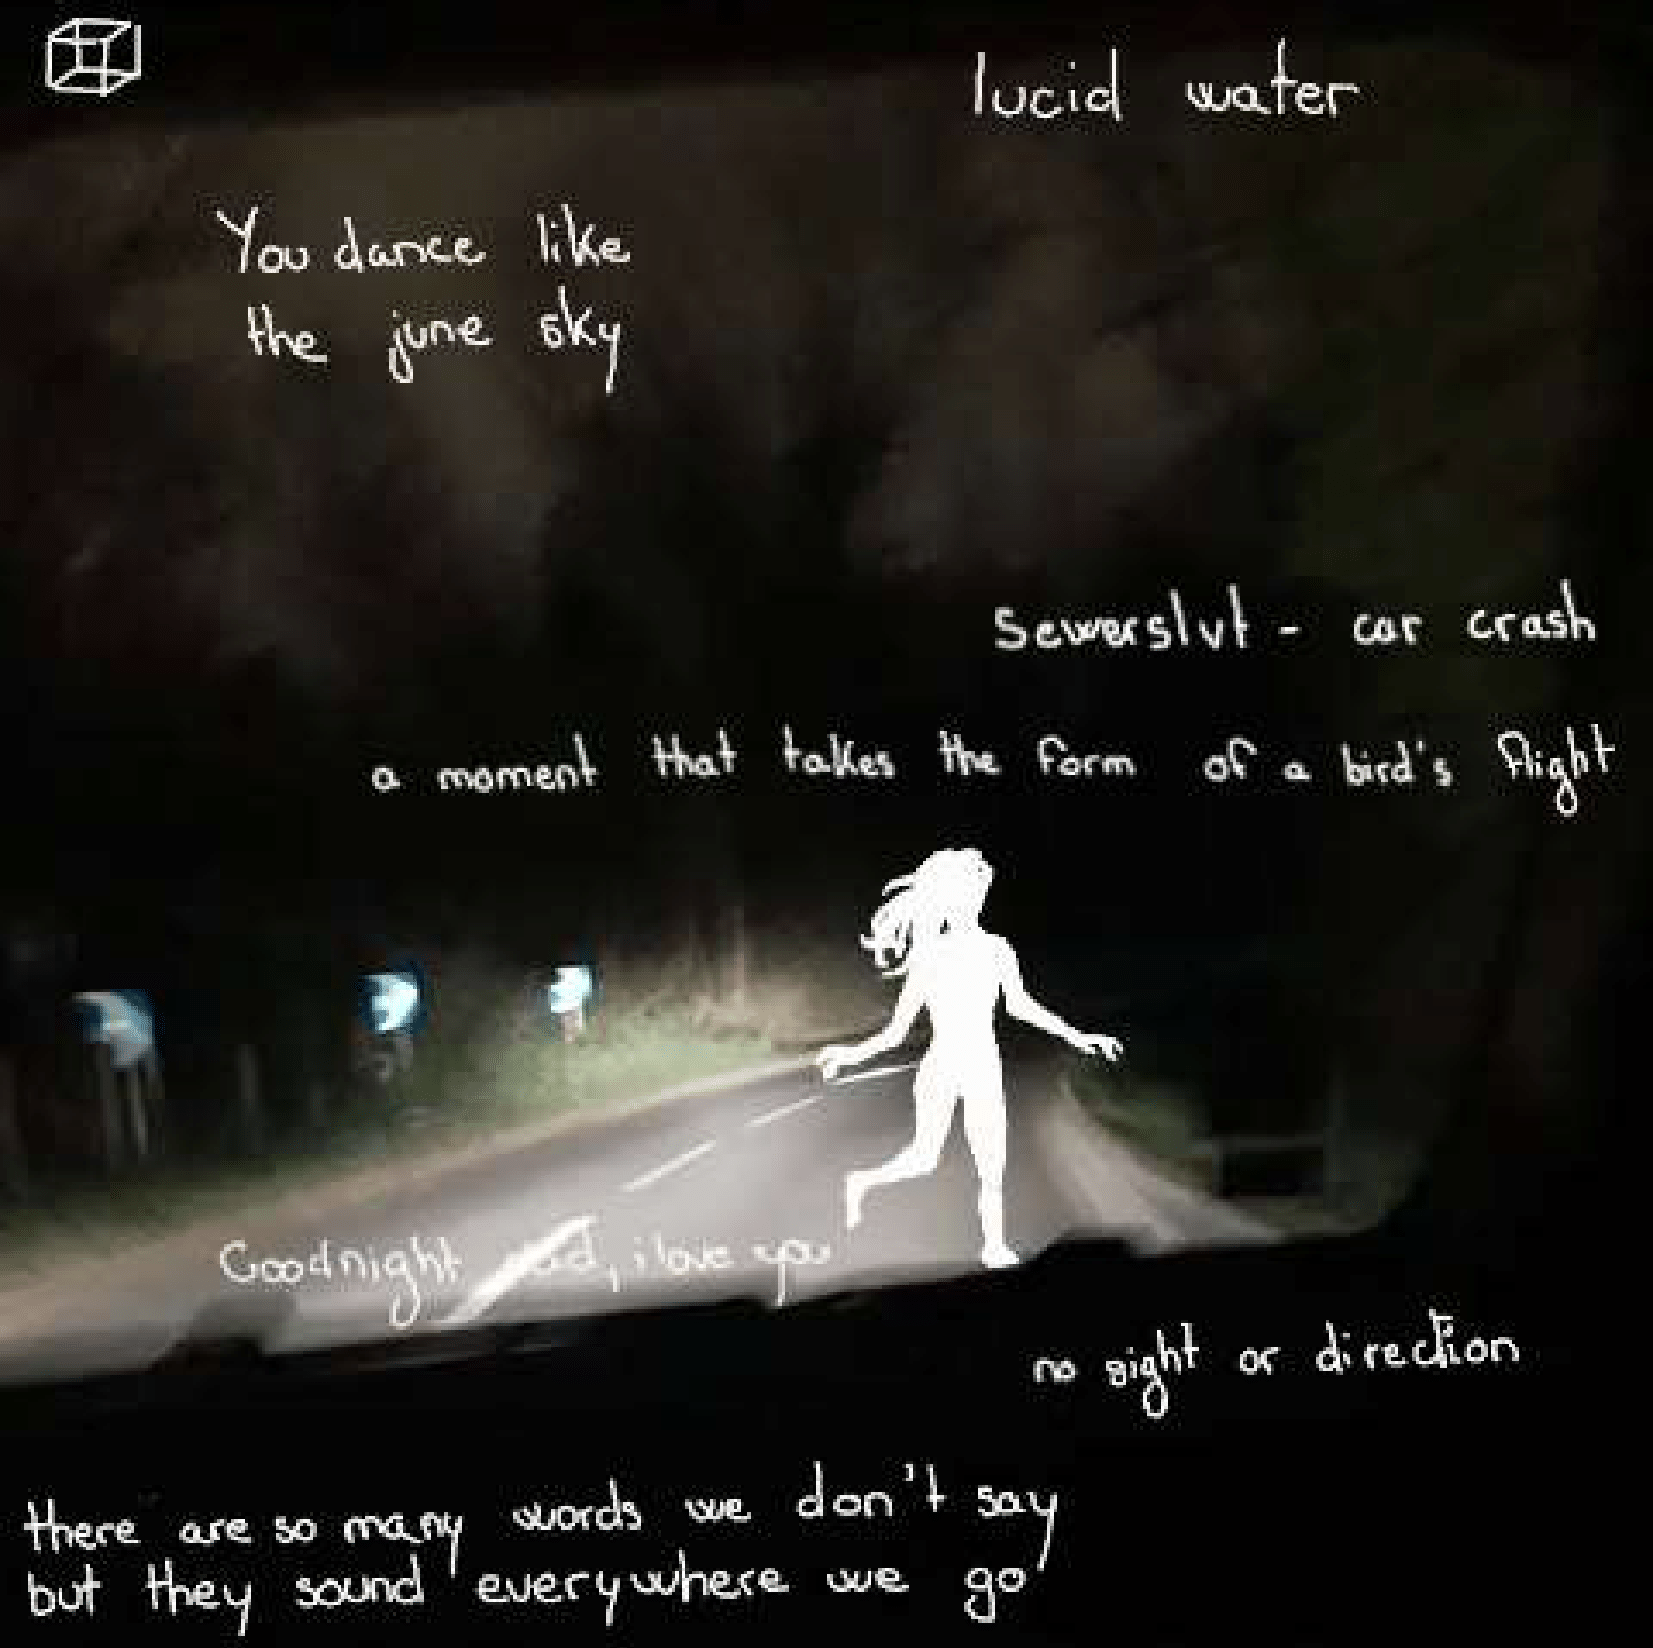 lucid water
You dance like
the june sky
Sewerslvt - car crash
a moment that takes the form of a bird's flight
Goodnight , i love you
no sight or direction
there are so many words we don't say
but they sound everywhere we go